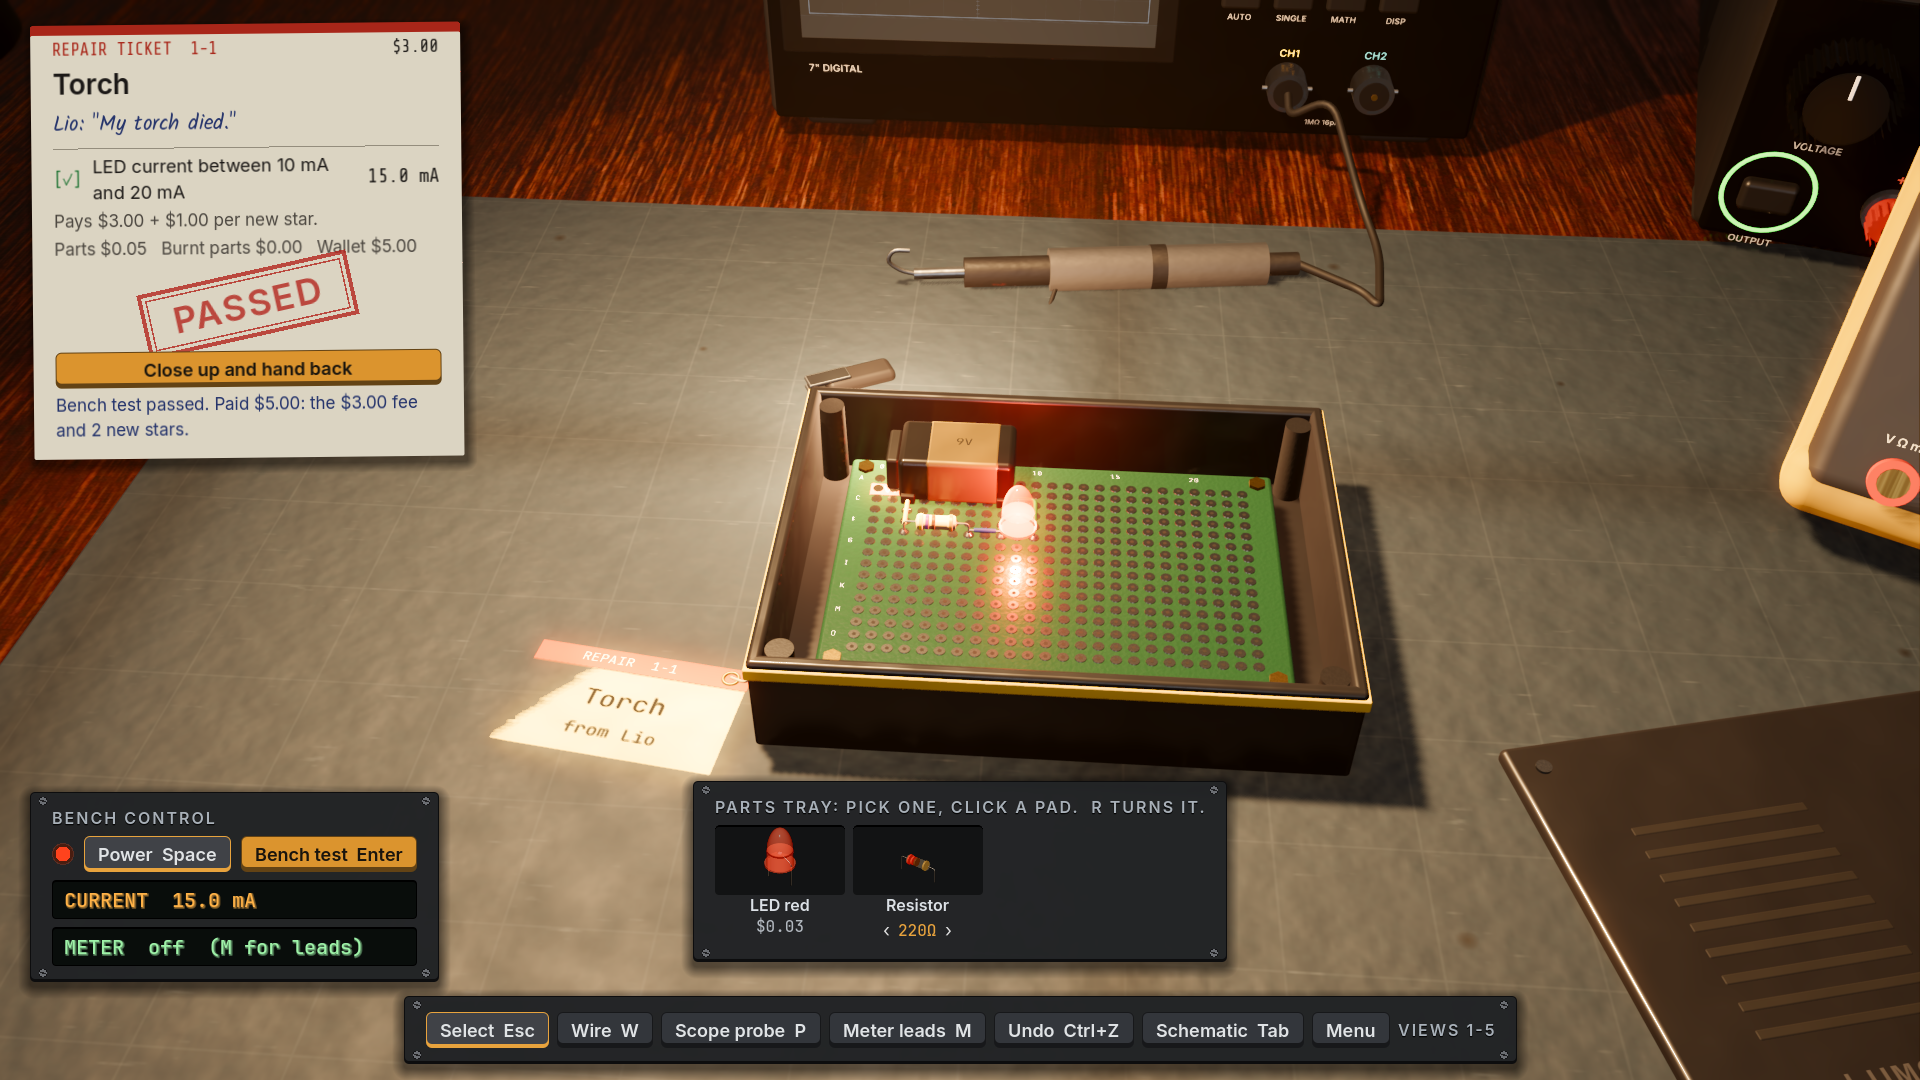 REPAIR TICKET 1-1 $3.00
Torch
Lio: "My torch died."
[✓] LED current between 10 mA and 20 mA 15.0 mA
Pays $3.00 + $1.00 per new star.
Parts $0.05 Burnt parts $0.00 Wallet $5.00
PASSED
Close up and hand back
Bench test passed. Paid $5.00: the $3.00 fee
and 2 new stars.
7" DIGITAL
AUTO SINGLE MATH DISP
CH1 CH2
VOLTAGE
OUTPUT
9V
10 15 20
A
C
G
I
K
M
O
REPAIR 1-1
Torch
from Lio
BENCH CONTROL
Power Space Bench test Enter
CURRENT 15.0 mA
METER off (M for leads)
PARTS TRAY: PICK ONE, CLICK A PAD. R TURNS IT.
LED red
$0.03
Resistor
‹ 220Ω ›
Select Esc Wire W Scope probe P Meter leads M Undo Ctrl+Z Schematic Tab Menu VIEWS 1-5